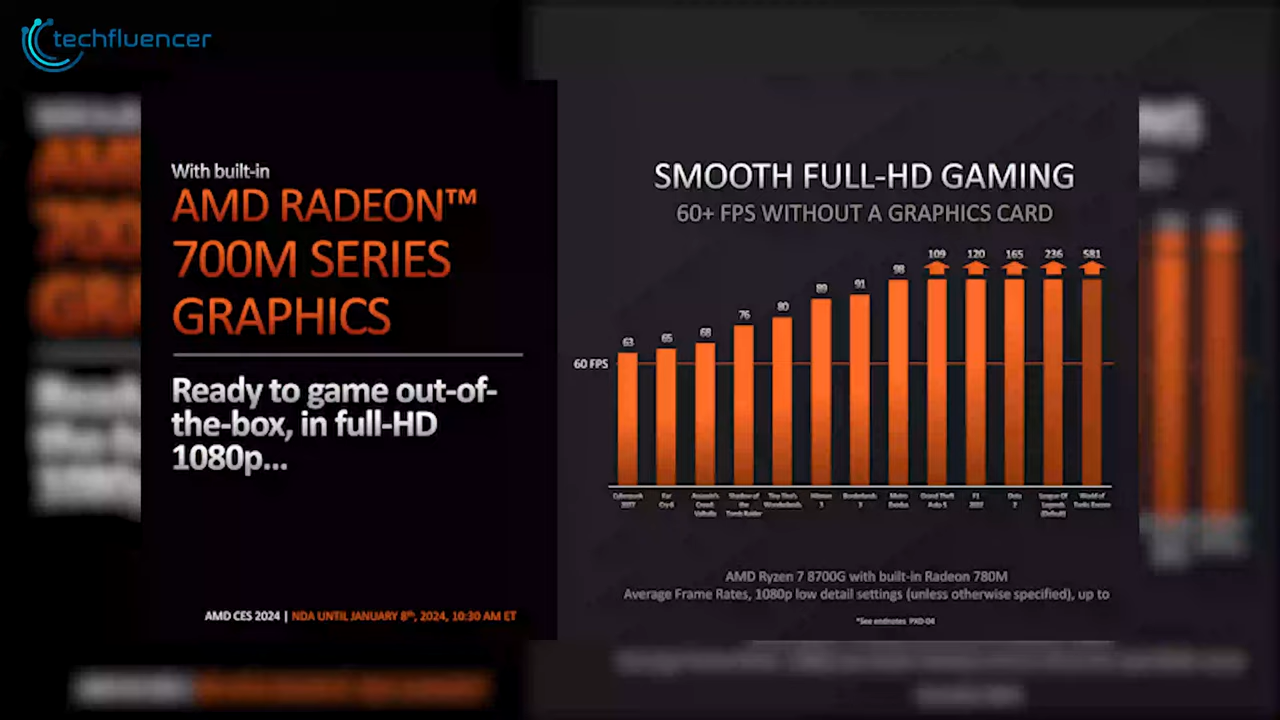 techfluencer
With built-in
AMD RADEON™
700M SERIES
GRAPHICS
Ready to game out-of-
the-box, in full-HD
1080p...
AMD CES 2024 | NDA UNTIL JANUARY 8th, 2024, 10:30 AM ET
SMOOTH FULL-HD GAMING
60+ FPS WITHOUT A GRAPHICS CARD
63 65 68 76 80 89 91 98 109 120 165 236 581
60 FPS
Cyberpunk
2077
Far
Cry 6
Assassin's
Creed:
Valhalla
Shadow of
the
Tomb Raider
Tiny Tina's
Wonderlands
Hitman
3
Borderlands
3
Metro
Exodus
Grand Theft
Auto 5
F1
2022
Dota
2
League Of
Legends
(Default)
World of
Tanks Encore
AMD Ryzen 7 8700G with built-in Radeon 780M
Average Frame Rates, 1080p low detail settings (unless otherwise specified), up to
*See endnotes PXD-04